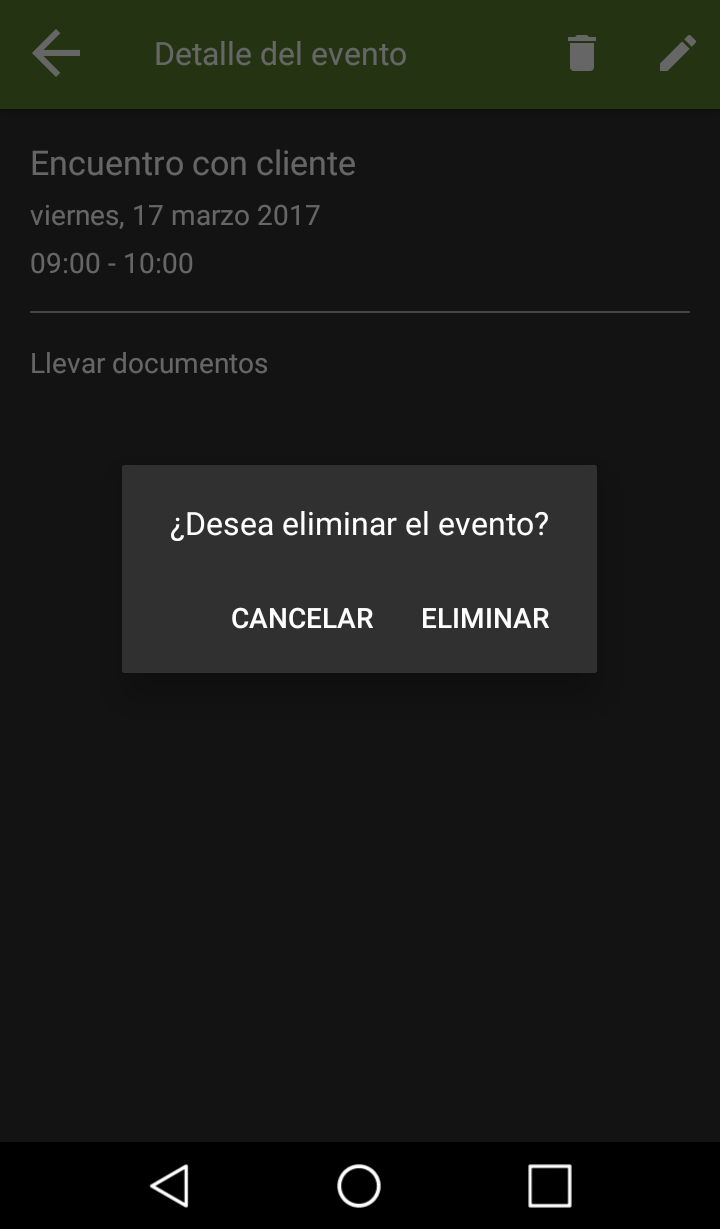 Detalle del evento
Encuentro con cliente
viernes, 17 marzo 2017
09:00 - 10:00
Llevar documentos
¿Desea eliminar el evento?
CANCELAR ELIMINAR